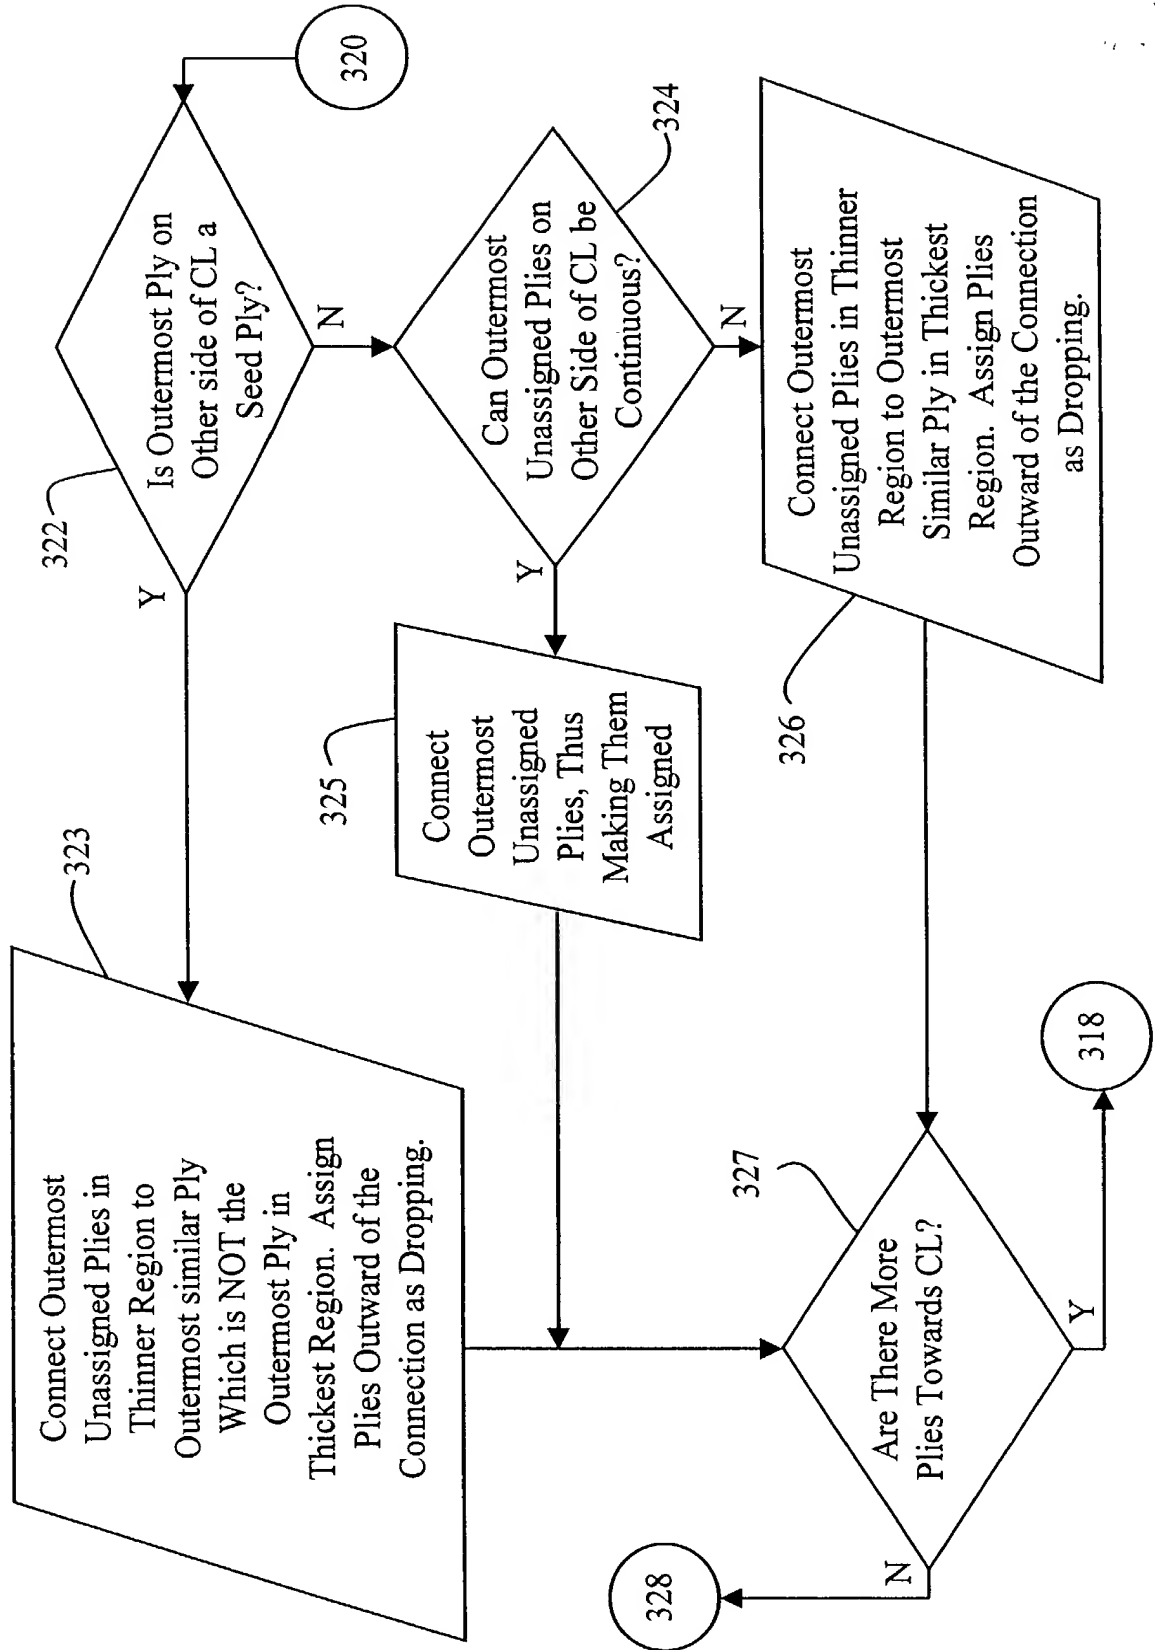 320
322
Is Outermost Ply on
Other side of CL a
Seed Ply?
Y
N
323
Connect Outermost
Unassigned Plies in
Thinner Region to
Outermost similar Ply
Which is NOT the
Outermost Ply in
Thickest Region. Assign
Plies Outward of the
Connection as Dropping.
324
Can Outermost
Unassigned Plies on
Other Side of CL be
Continuous?
Y
N
325
Connect
Outermost
Unassigned
Plies, Thus
Making Them
Assigned
326
Connect Outermost
Unassigned Plies in Thinner
Region to Outermost
Similar Ply in Thickest
Region. Assign Plies
Outward of the Connection
as Dropping.
327
Are There More
Plies Towards CL?
N
Y
328
318